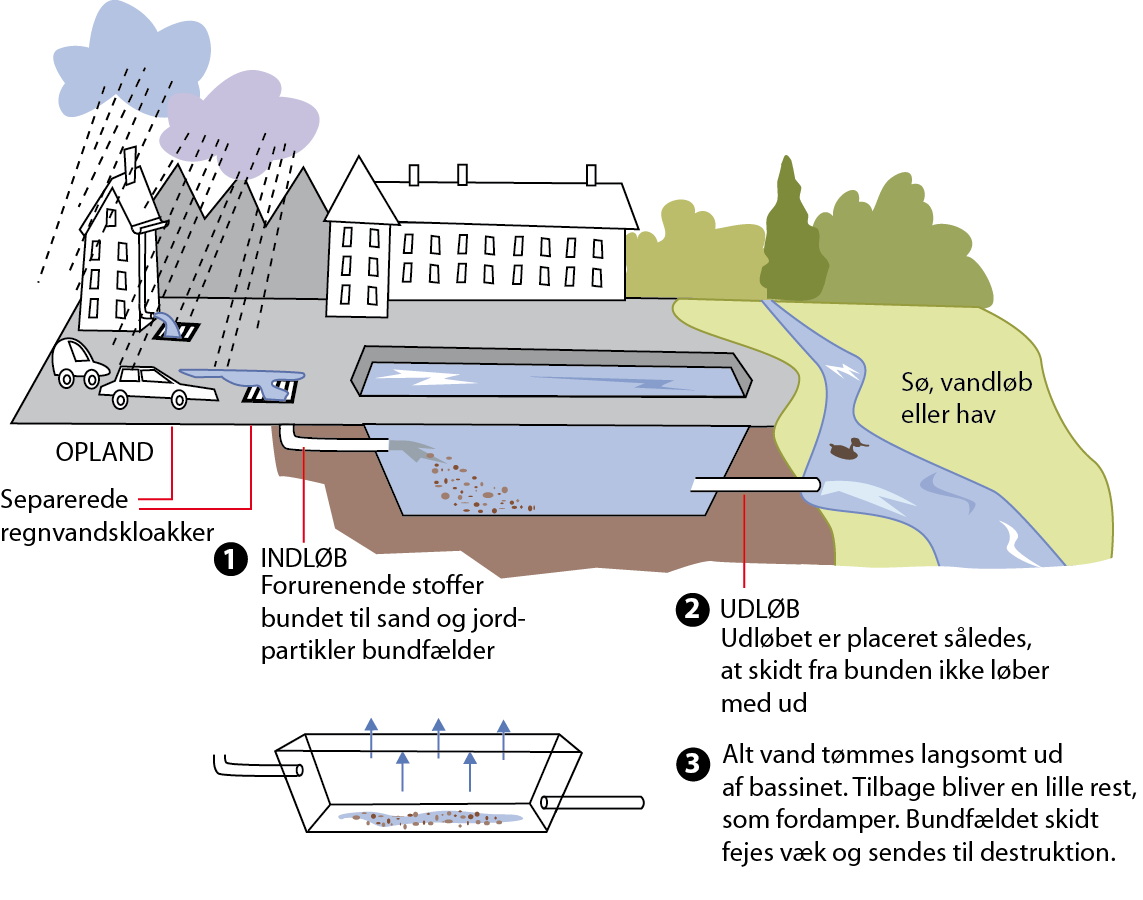 Sø, vandløb
eller hav
OPLAND
Separerede
regnvandskloakker
1 INDLØB
Forurenende stoffer
bundet til sand og jord-
partikler bundfælder
2 UDLØB
Udløbet er placeret således,
at skidt fra bunden ikke løber
med ud
3 Alt vand tømmes langsomt ud
af bassinet. Tilbage bliver en lille rest,
som fordamper. Bundfældet skidt
fejes væk og sendes til destruktion.